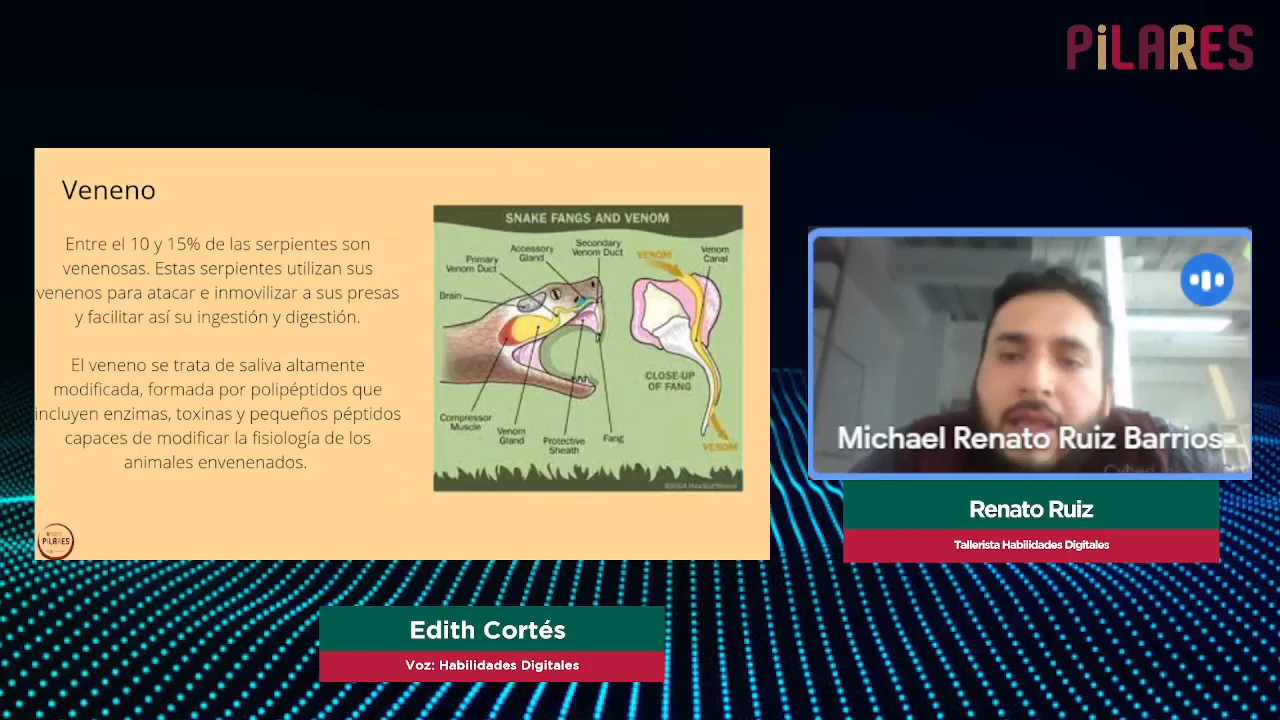 PiLARES
Veneno
Entre el 10 y 15% de las serpientes son
venenosas. Estas serpientes utilizan sus
venenos para atacar e inmovilizar a sus presas
y facilitar así su ingestión y digestión.
El veneno se trata de saliva altamente
modificada, formada por polipéptidos que
incluyen enzimas, toxinas y pequeños péptidos
capaces de modificar la fisiología de los
animales envenenados.
SNAKE FANGS AND VENOM
Primary
Venom Duct
Accessory
Gland
Secondary
Venom Duct
VENOM
Venom
Canal
Brain
CLOSE-UP
OF FANG
Compressor
Muscle
Venom
Gland
Protective
Sheath
Fang
VENOM
PILARES
Michael Renato Ruiz Barrios
Renato Ruiz
Tallerista Habilidades Digitales
Edith Cortés
Voz: Habilidades Digitales